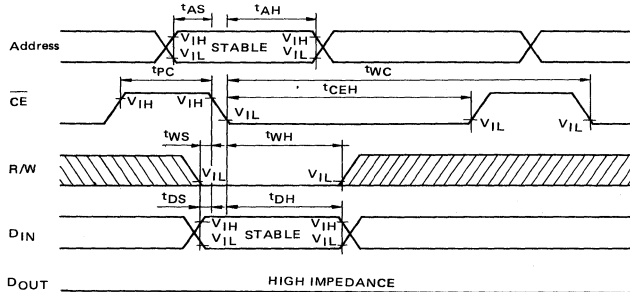 tAS tAH
Address VIH VIL STABLE VIH VIL
tPC tWC
CE VIH VIH VIL tCEH VIL VIL
tWS tWH
R/W VIL VIL
tDS tDH
DIN VIH VIL STABLE VIH VIL
DOUT HIGH IMPEDANCE